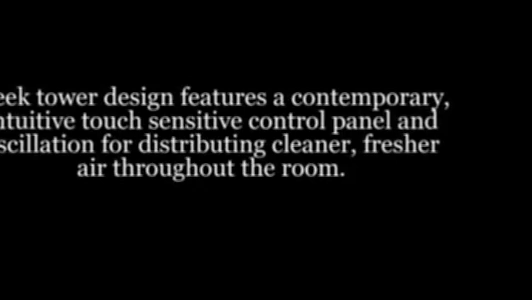 eek tower design features a contemporary,
ntuitive touch sensitive control panel and
scillation for distributing cleaner, fresher
air throughout the room.